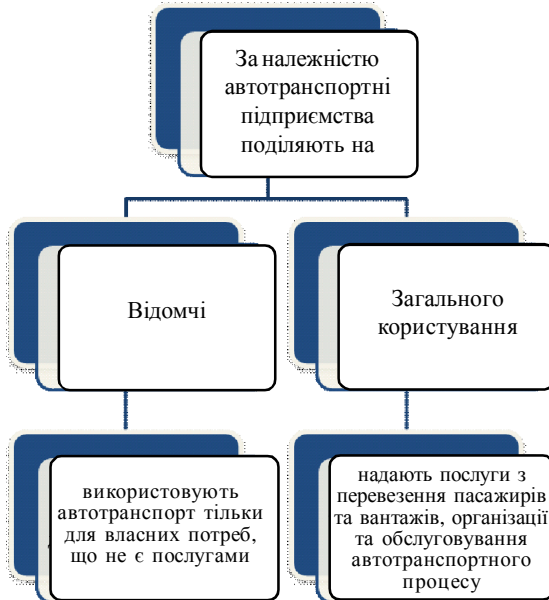 За належністю
автотранспортні
підприємства
поділяють на
Відомчі
Загального
користування
використовують
автотранспорт тільки
для власних потреб,
що не є послугами
надають послуги з
перевезення пасажирів
та вантажів, організації
та обслуговування
автотранспортного
процесу